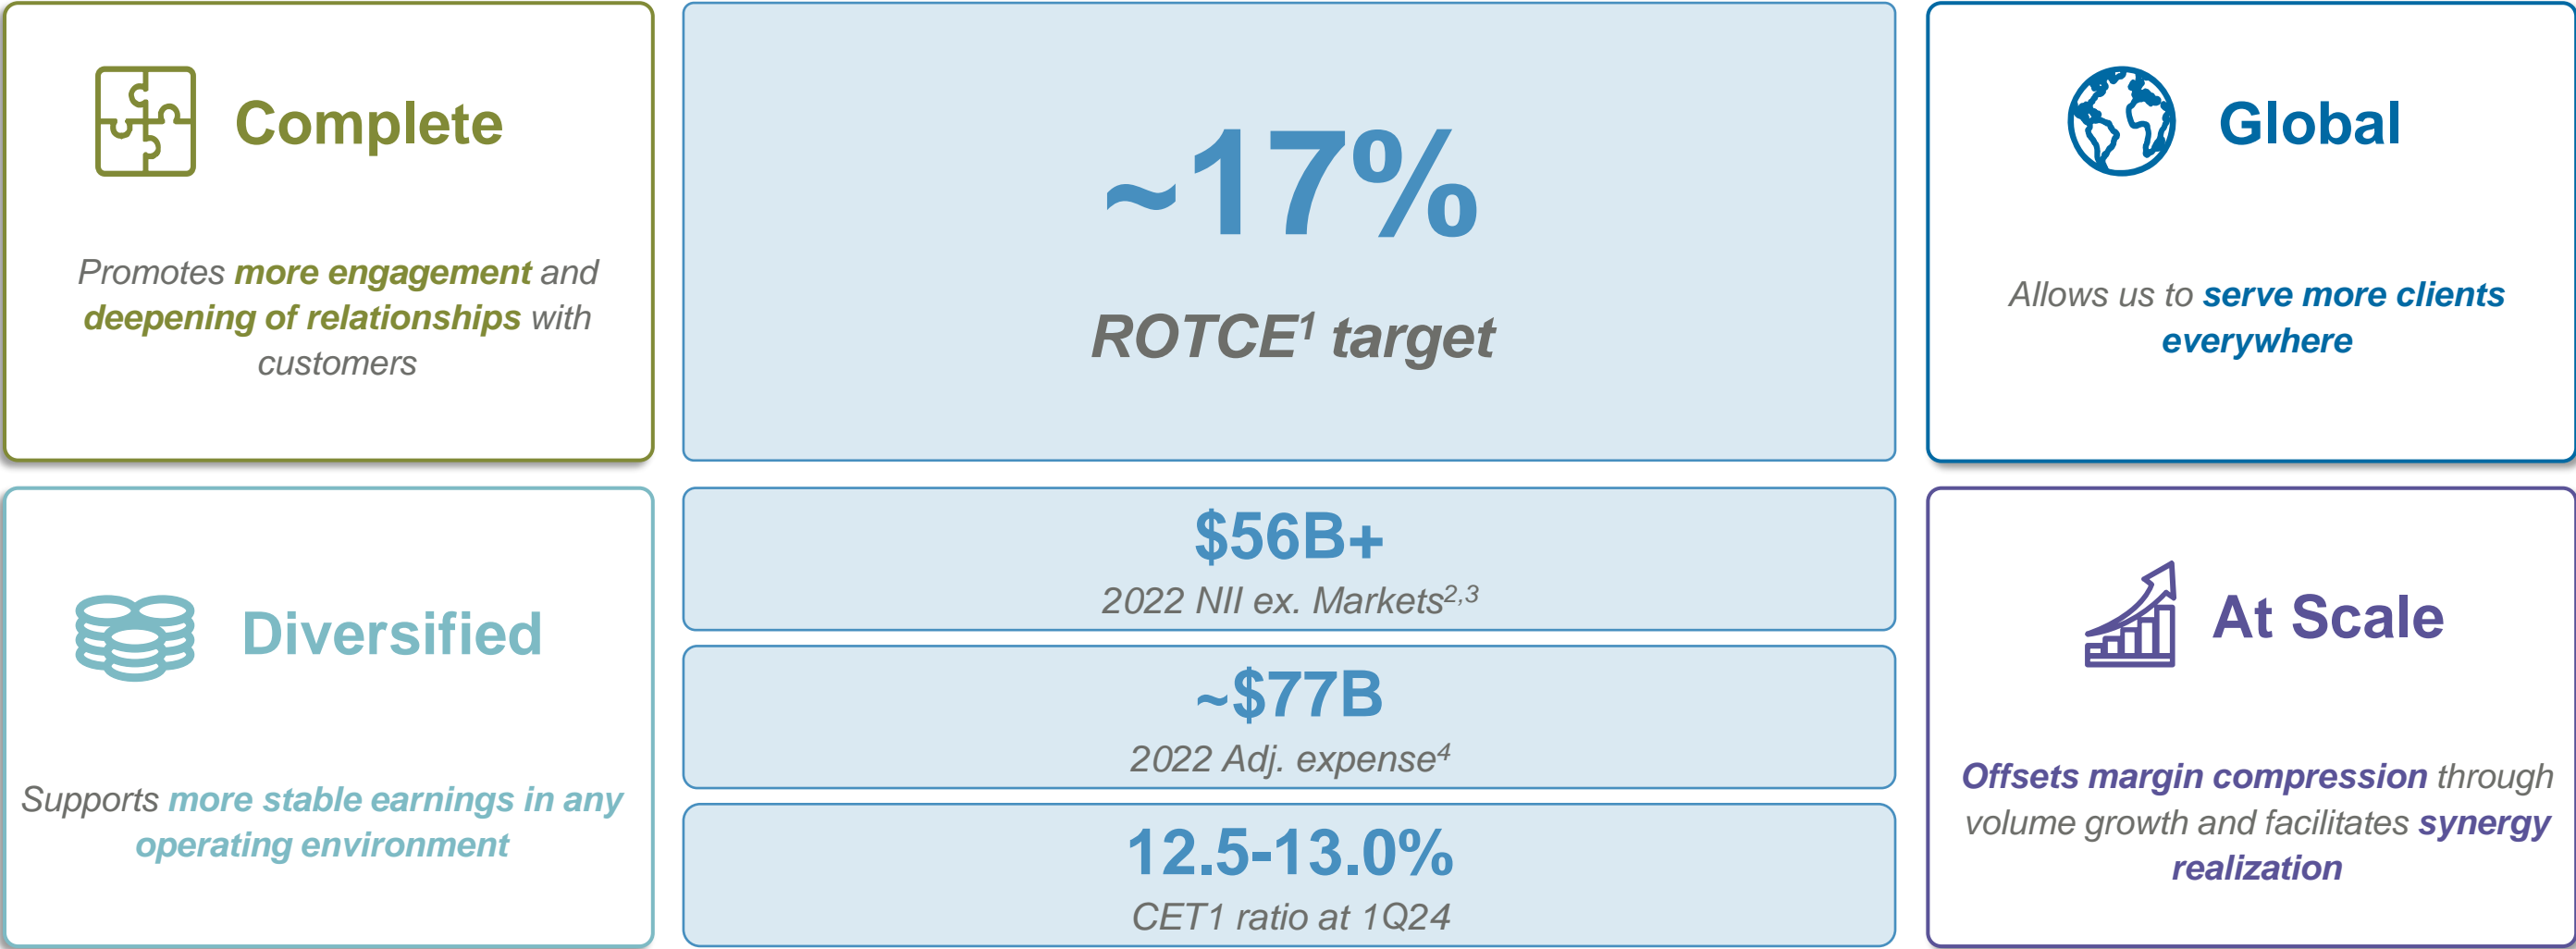 Complete
Promotes more engagement and
deepening of relationships with
customers
~17%
ROTCE1 target
Global
Allows us to serve more clients
everywhere
Diversified
Supports more stable earnings in any
operating environment
$56B+
2022 NII ex. Markets2,3
~$77B
2022 Adj. expense4
12.5-13.0%
CET1 ratio at 1Q24
At Scale
Offsets margin compression through
volume growth and facilitates synergy
realization